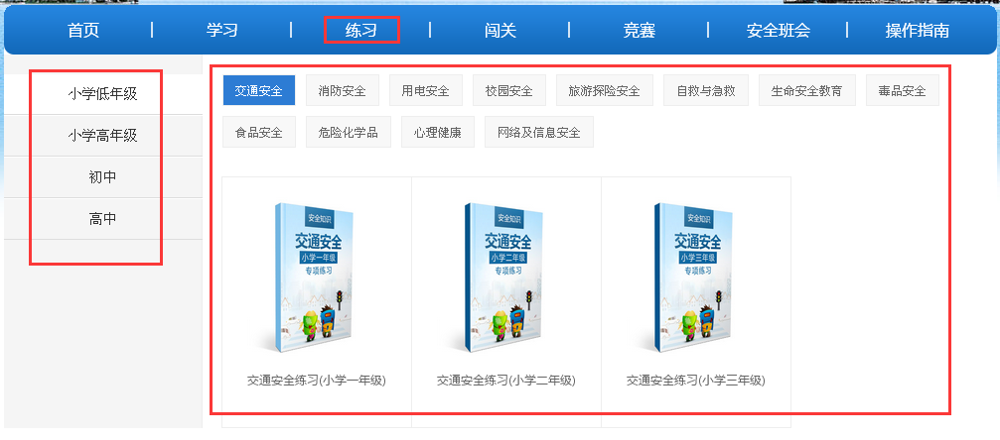 首页 学习 练习 闯关 竞赛 安全班会 操作指南
小学低年级
小学高年级
初中
高中
交通安全 消防安全 用电安全 校园安全 旅游探险安全 自救与急救 生命安全教育 毒品安全
食品安全 危险化学品 心理健康 网络及信息安全
安全知识
交通安全
小学一年级
专项练习
交通安全练习(小学一年级)
安全知识
交通安全
小学二年级
专项练习
交通安全练习(小学二年级)
安全知识
交通安全
小学三年级
专项练习
交通安全练习(小学三年级)